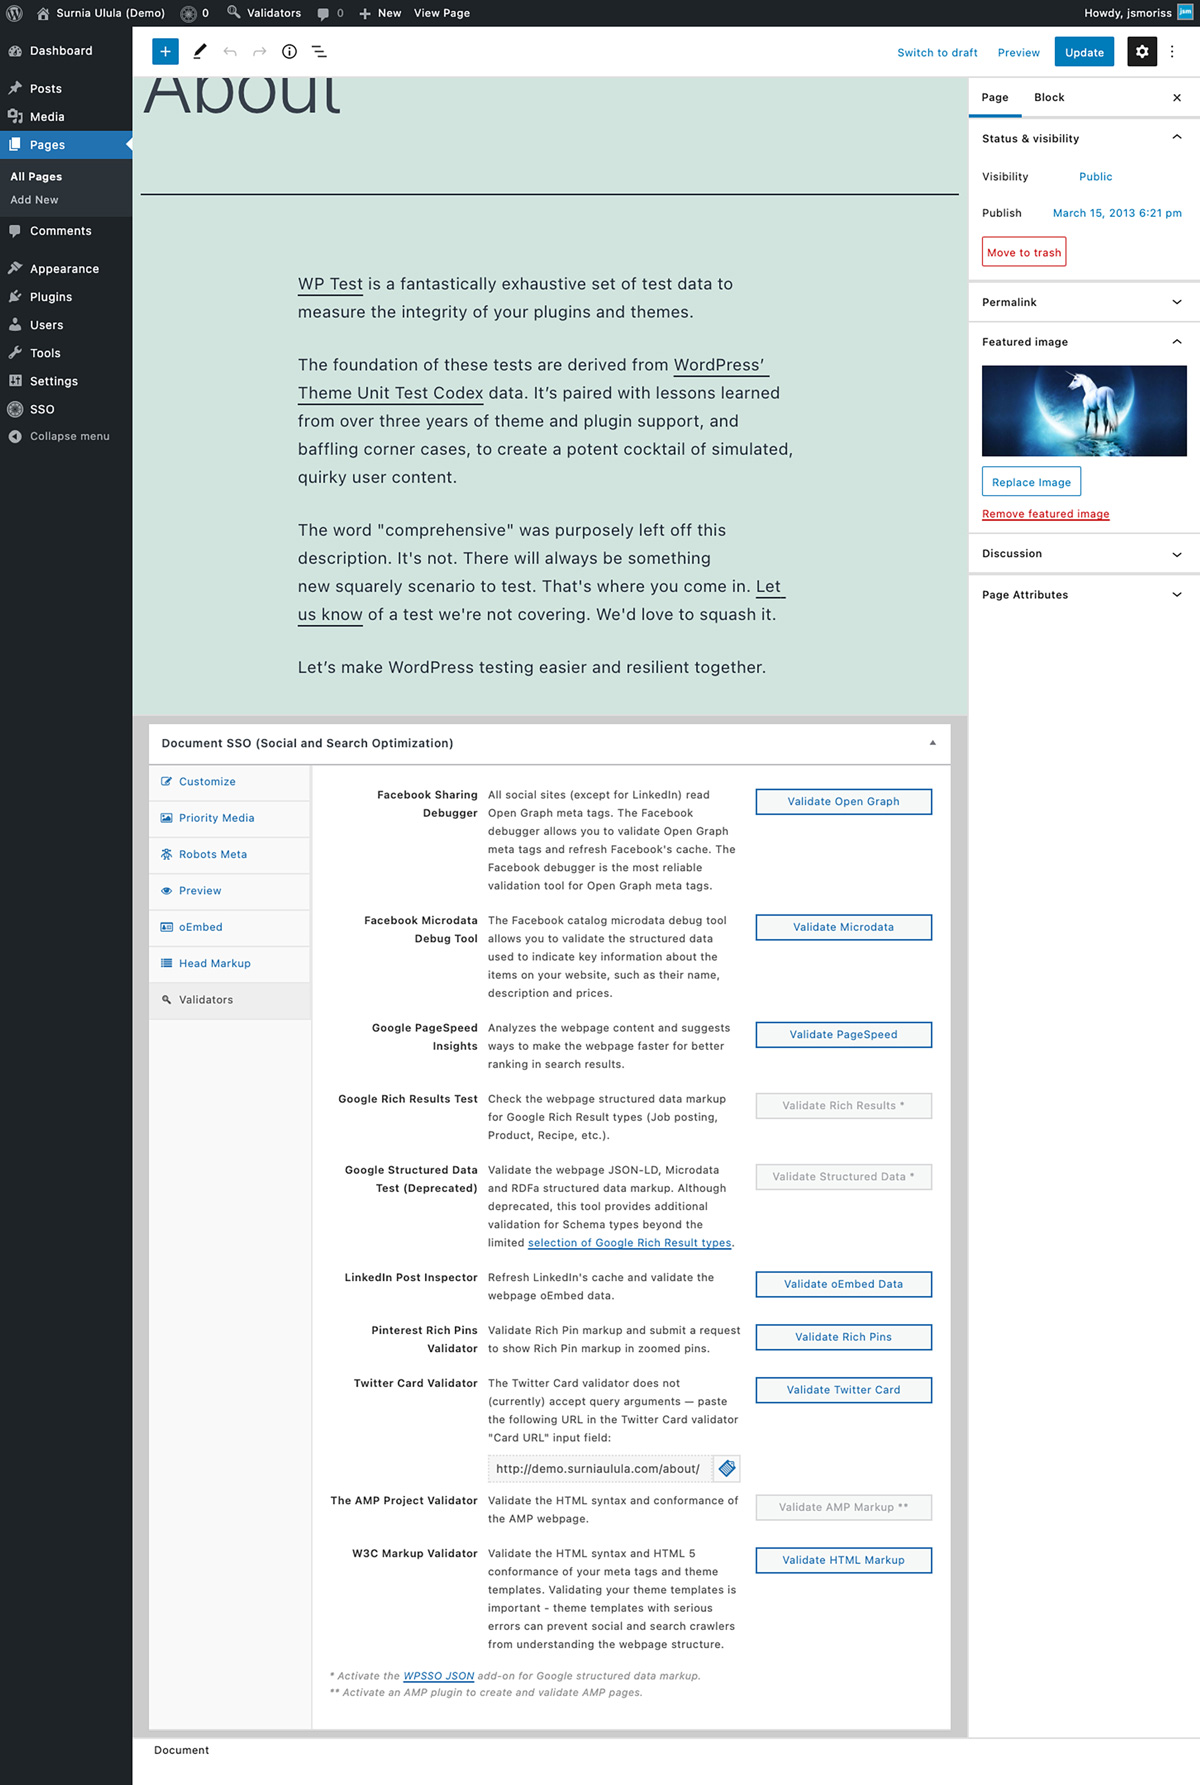 Surnia Ulula (Demo) 0 Validators 0 New View Page
Howdy, jsmoriss jsm
Dashboard
Posts
Media
Pages
All Pages
Add New
Comments
Appearance
Plugins
Users
Tools
Settings
SSO
Collapse menu
Switch to draft Preview Update
About
WP Test is a fantastically exhaustive set of test data to
measure the integrity of your plugins and themes.
The foundation of these tests are derived from WordPress’
Theme Unit Test Codex data. It’s paired with lessons learned
from over three years of theme and plugin support, and
baffling corner cases, to create a potent cocktail of simulated,
quirky user content.
The word "comprehensive" was purposely left off this
description. It's not. There will always be something
new squarely scenario to test. That's where you come in. Let
us know of a test we're not covering. We'd love to squash it.
Let’s make WordPress testing easier and resilient together.
Page Block
Status & visibility
Visibility Public
Publish March 15, 2013 6:21 pm
Move to trash
Permalink
Featured image
Replace Image
Remove featured image
Discussion
Page Attributes
Document SSO (Social and Search Optimization)
Customize
Priority Media
Robots Meta
Preview
oEmbed
Head Markup
Validators
Facebook Sharing
Debugger
All social sites (except for LinkedIn) read
Open Graph meta tags. The Facebook
debugger allows you to validate Open Graph
meta tags and refresh Facebook's cache. The
Facebook debugger is the most reliable
validation tool for Open Graph meta tags.
Validate Open Graph
Facebook Microdata
Debug Tool
The Facebook catalog microdata debug tool
allows you to validate the structured data
used to indicate key information about the
items on your website, such as their name,
description and prices.
Validate Microdata
Google PageSpeed
Insights
Analyzes the webpage content and suggests
ways to make the webpage faster for better
ranking in search results.
Validate PageSpeed
Google Rich Results Test
Check the webpage structured data markup
for Google Rich Result types (Job posting,
Product, Recipe, etc.).
Validate Rich Results *
Google Structured Data
Test (Deprecated)
Validate the webpage JSON-LD, Microdata
and RDFa structured data markup. Although
deprecated, this tool provides additional
validation for Schema types beyond the
limited selection of Google Rich Result types.
Validate Structured Data *
LinkedIn Post Inspector
Refresh LinkedIn's cache and validate the
webpage oEmbed data.
Validate oEmbed Data
Pinterest Rich Pins
Validator
Validate Rich Pin markup and submit a request
to show Rich Pin markup in zoomed pins.
Validate Rich Pins
Twitter Card Validator
The Twitter Card validator does not
(currently) accept query arguments — paste
the following URL in the Twitter Card validator
"Card URL" input field:
http://demo.surniaulula.com/about/
Validate Twitter Card
The AMP Project Validator
Validate the HTML syntax and conformance of
the AMP webpage.
Validate AMP Markup **
W3C Markup Validator
Validate the HTML syntax and HTML 5
conformance of your meta tags and theme
templates. Validating your theme templates is
important - theme templates with serious
errors can prevent social and search crawlers
from understanding the webpage structure.
Validate HTML Markup
* Activate the WPSSO JSON add-on for Google structured data markup.
** Activate an AMP plugin to create and validate AMP pages.
Document